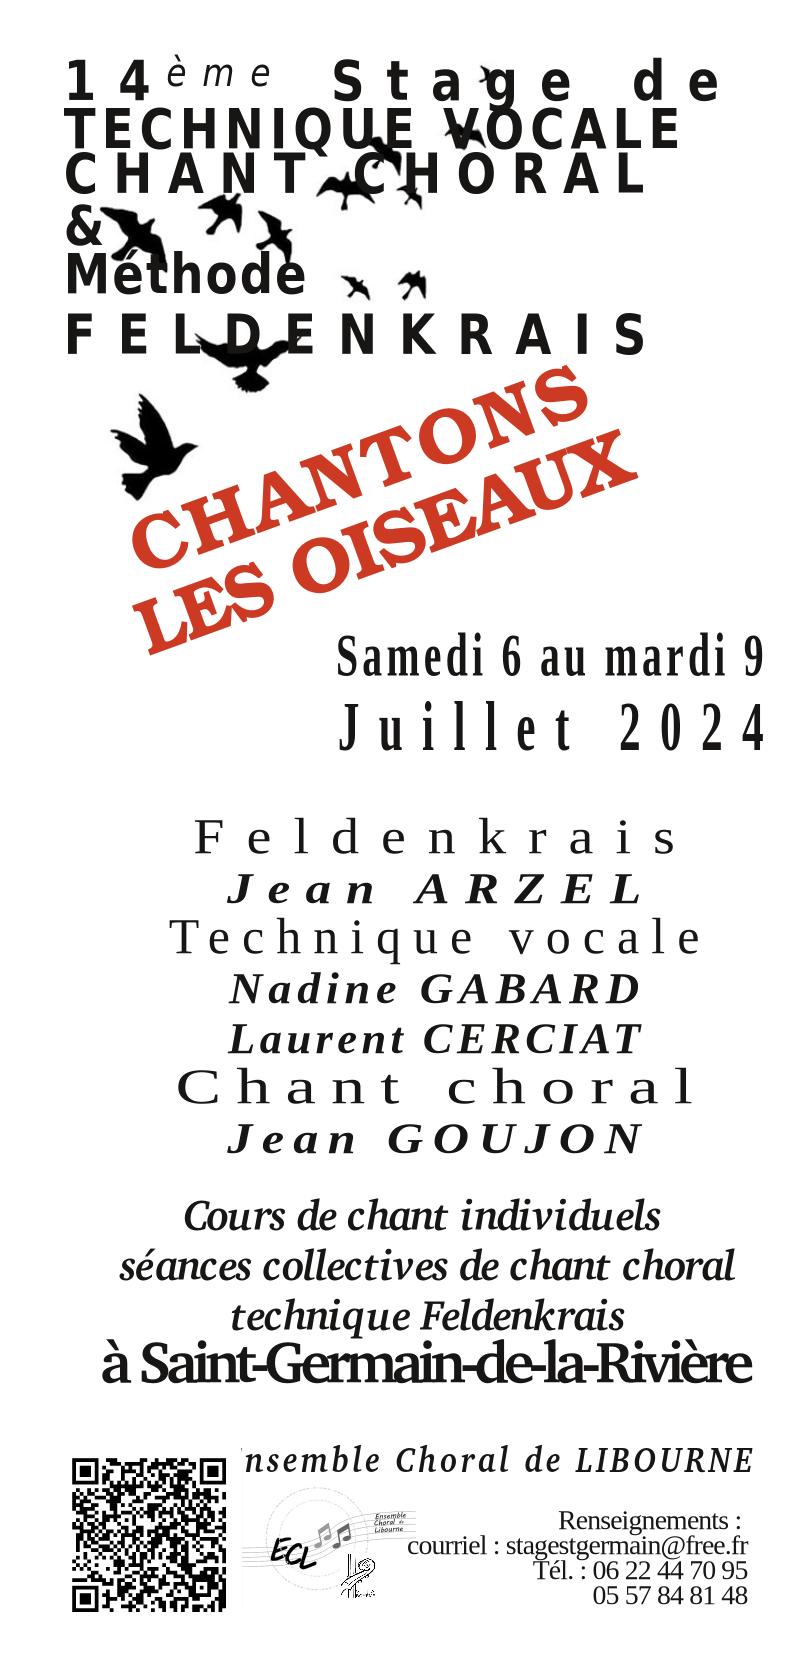 14ème Stage de
TECHNIQUE VOCALE
CHANT CHORAL
&
Méthode
FELDENKRAIS
CHANTONS
LES OISEAUX
Samedi 6 au mardi 9
Juillet 2024
Feldenkrais
Jean ARZEL
Technique vocale
Nadine GABARD
Laurent CERCIAT
Chant choral
Jean GOUJON
Cours de chant individuels
séances collectives de chant choral
technique Feldenkrais
à Saint-Germain-de-la-Rivière
nsemble Choral de LIBOURNE
Ensemble
Choral de
Libourne
ECL
Renseignements :
courriel : stagestgermain@free.fr
Tél. : 06 22 44 70 95
05 57 84 81 48